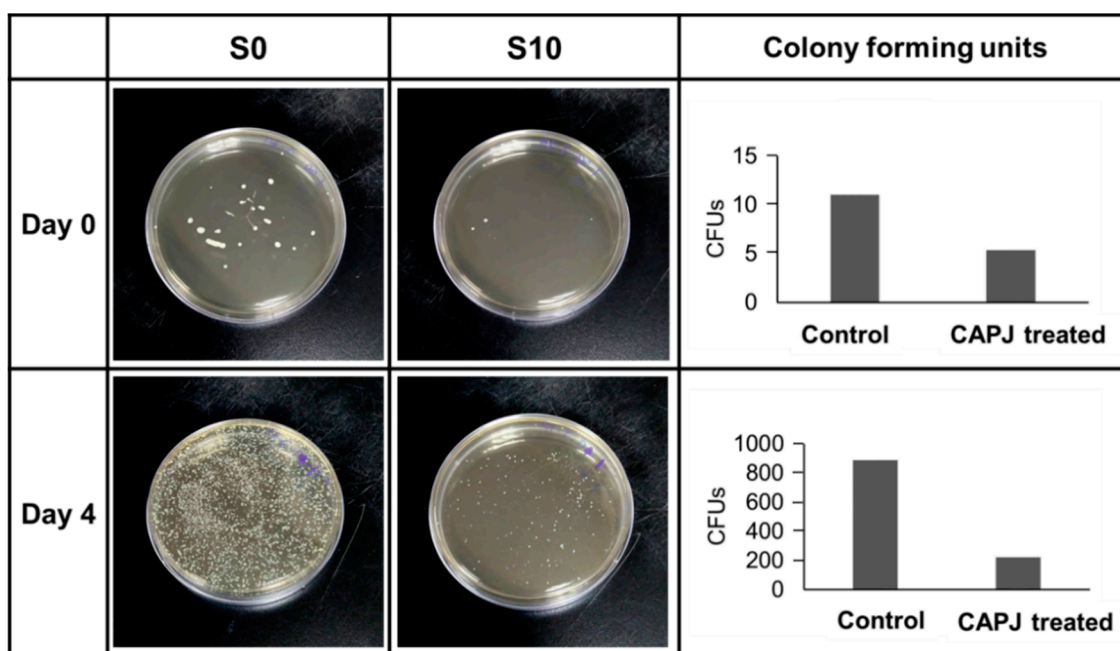 S0 S10 Colony forming units
Day 0
15
10
5
0
CFUs
Control CAPJ treated
Day 4
1000
800
600
400
200
0
CFUs
Control CAPJ treated